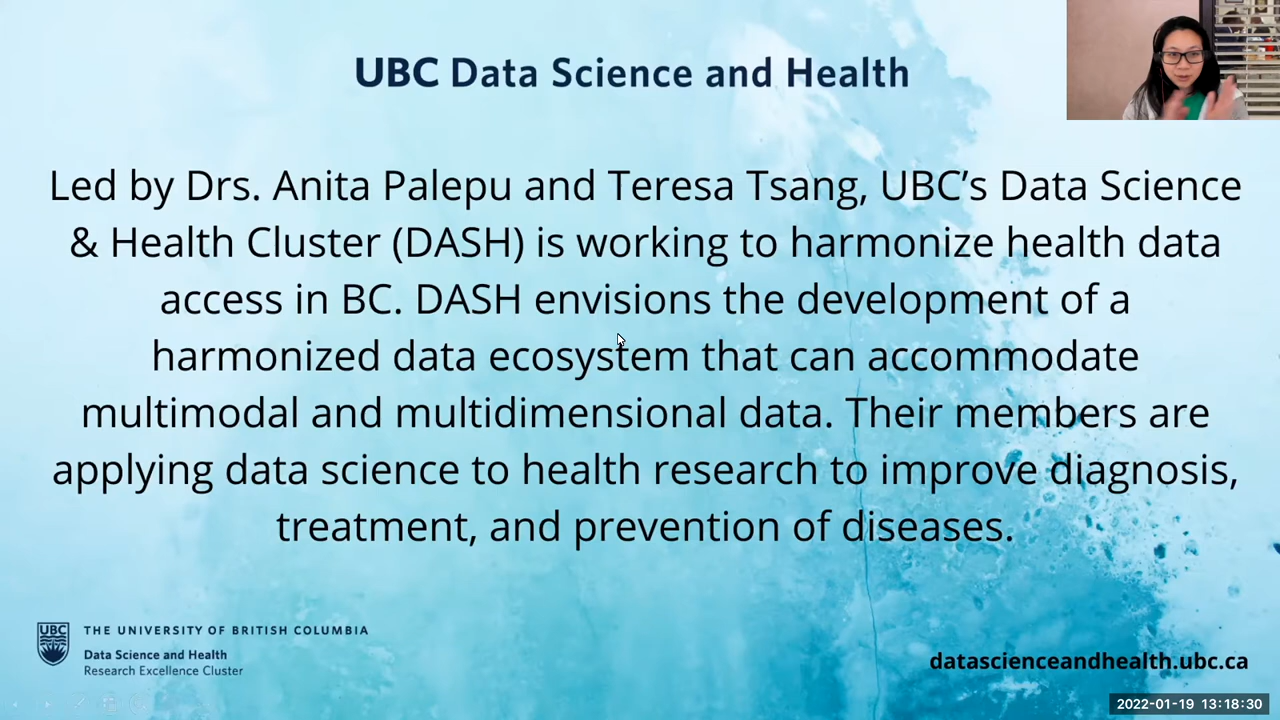 UBC Data Science and Health
Led by Drs. Anita Palepu and Teresa Tsang, UBC’s Data Science
& Health Cluster (DASH) is working to harmonize health data
access in BC. DASH envisions the development of a
harmonized data ecosystem that can accommodate
multimodal and multidimensional data. Their members are
applying data science to health research to improve diagnosis,
treatment, and prevention of diseases.
UBC
THE UNIVERSITY OF BRITISH COLUMBIA
Data Science and Health
Research Excellence Cluster
datascienceandhealth.ubc.ca
2022-01-19 13:18:30